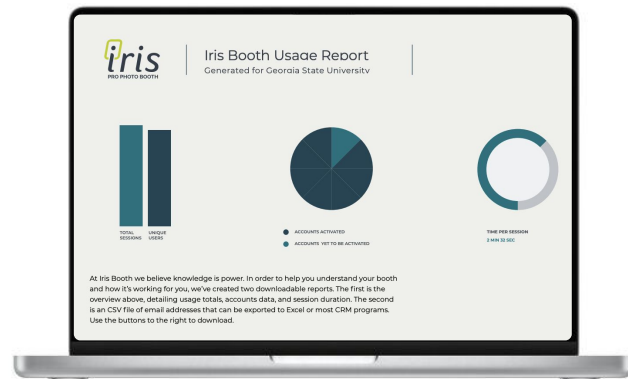 iris
PRO PHOTO BOOTH
Iris Booth Usage Report
Generated for Georgia State University
TOTAL SESSIONS
UNIQUE USERS
ACCOUNTS ACTIVATED
ACCOUNTS YET TO BE ACTIVATED
TIME PER SESSION
2 MIN 32 SEC
At Iris Booth we believe knowledge is power. In order to help you understand your booth
and how it's working for you, we've created two downloadable reports. The first is the
overview above, detailing usage totals, accounts data, and session duration. The second
is an CSV file of email addresses that can be exported to Excel or most CRM programs.
Use the buttons to the right to download.